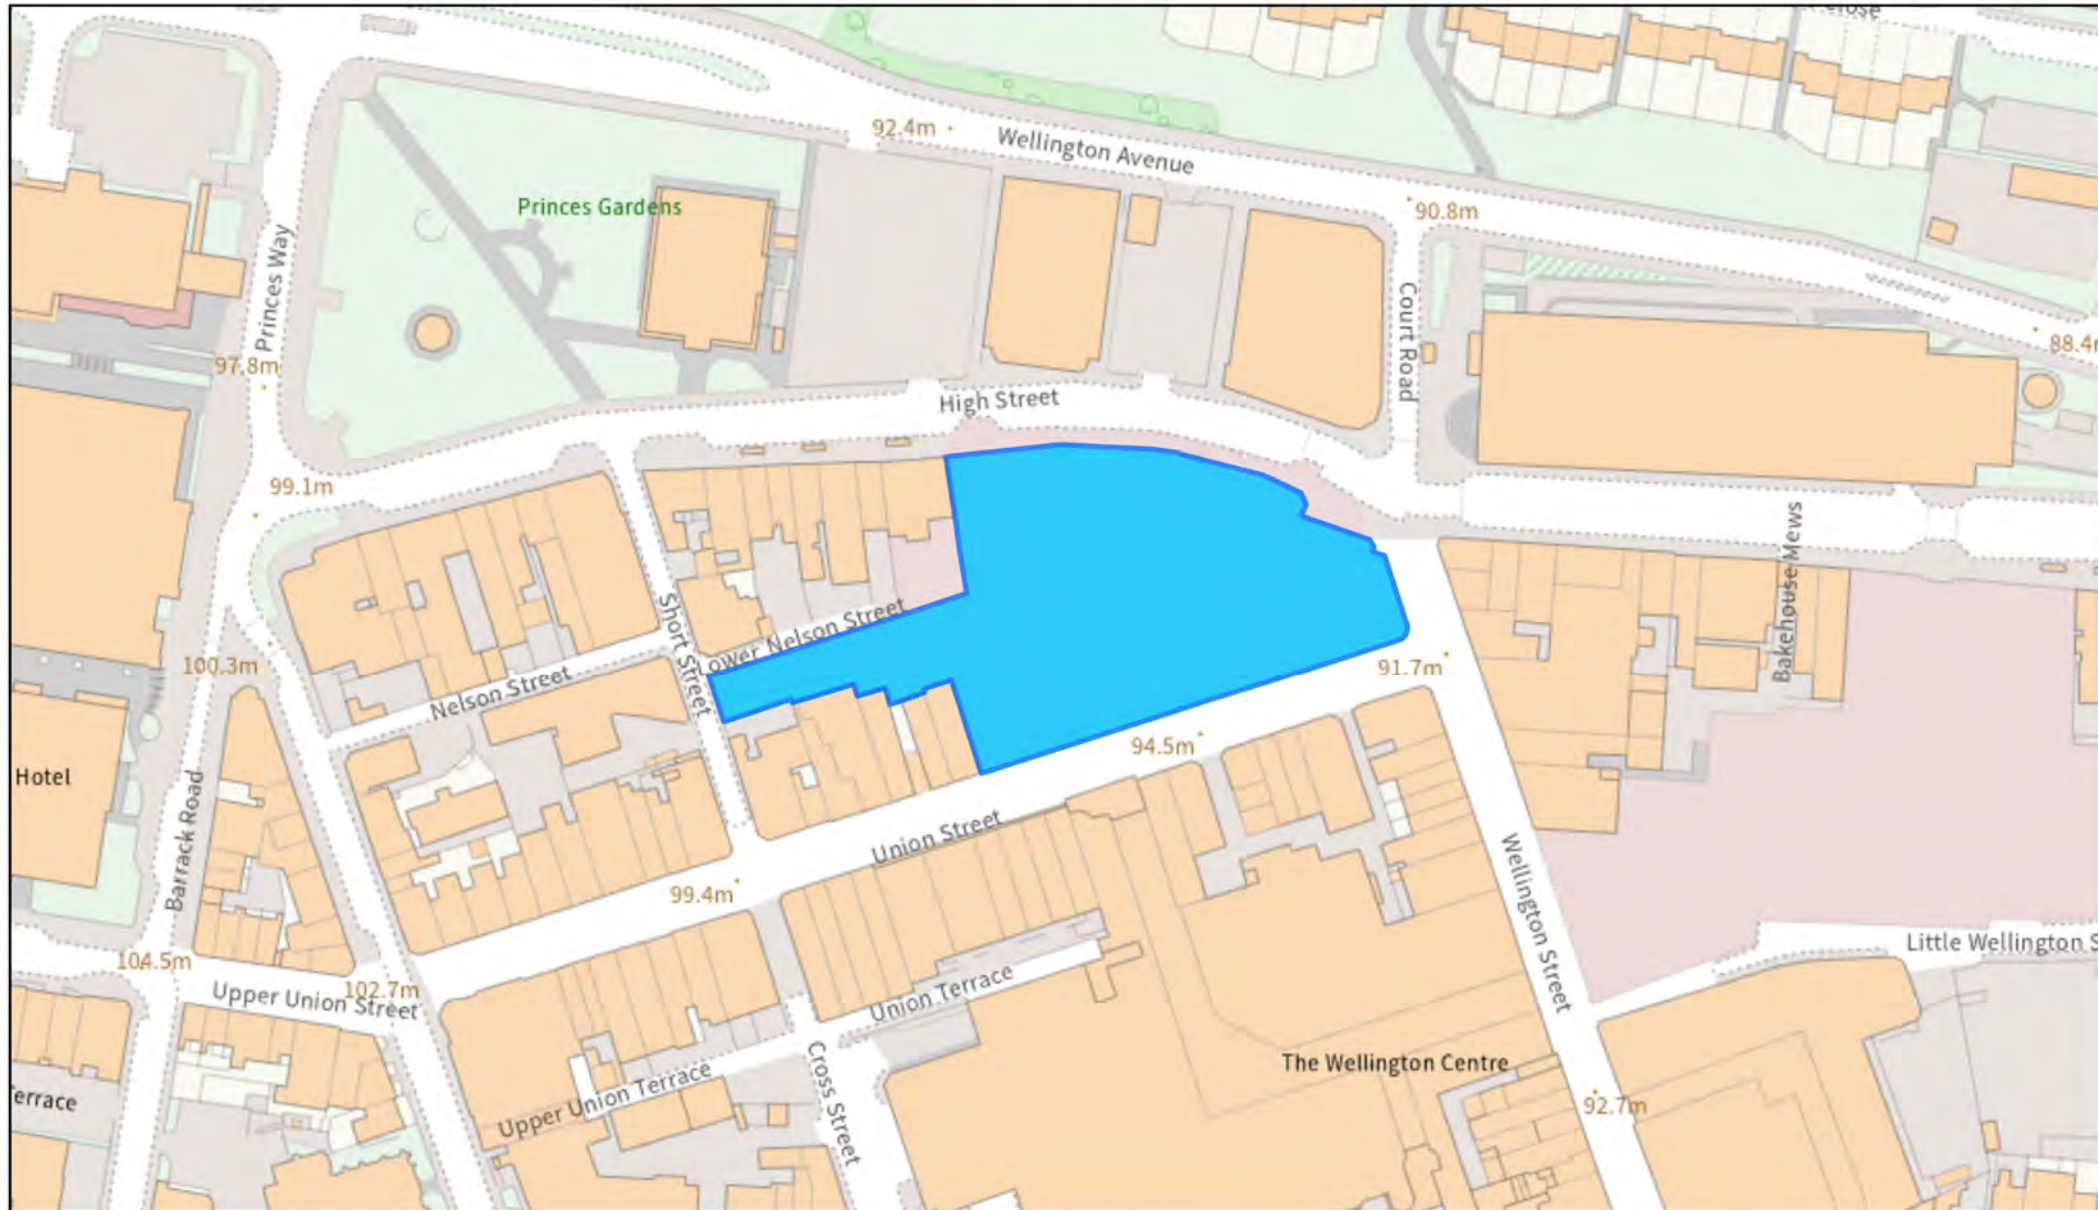 92.4m
Wellington Avenue
Princes Gardens
90.8m
Princes Way
Court Road
88.4m
97.8m
High Street
99.1m
Bakehouse Mews
Short Street
Lower Nelson Street
100.3m
91.7m
Nelson Street
94.5m
Hotel
Barrack Road
Union Street
99.4m
Wellington Street
Little Wellington S
104.5m
102.7m
Upper Union Street
Union Terrace
Cross Street
The Wellington Centre
Upper Union Terrace
errace
92.7m